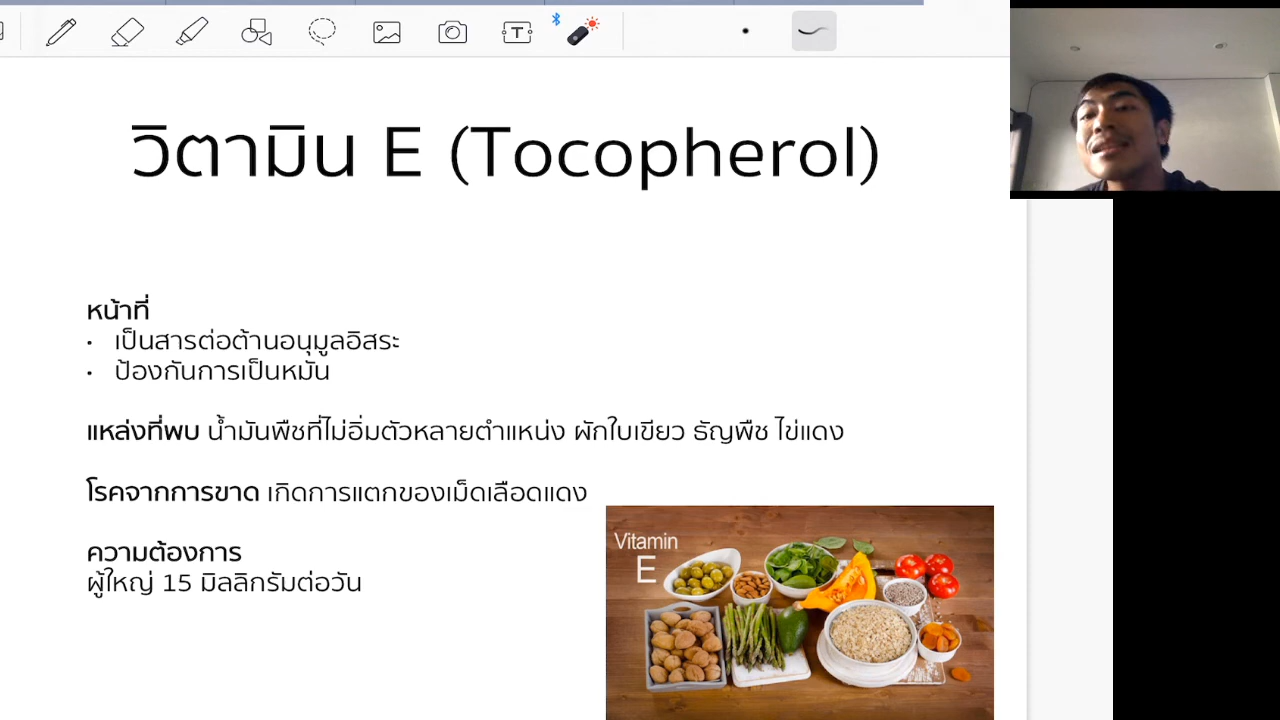 วิตามิน E (Tocopherol)
หน้าที่
• เป็นสารต่อต้านอนุมูลอิสระ
• ป้องกันการเป็นหมัน
แหล่งที่พบ น้ำมันพืชที่ไม่อิ่มตัวหลายตำแหน่ง ผักใบเขียว ธัญพืช ไข่แดง
โรคจากการขาด เกิดการแตกของเม็ดเลือดแดง
ความต้องการ
ผู้ใหญ่ 15 มิลลิกรัมต่อวัน
Vitamin
E